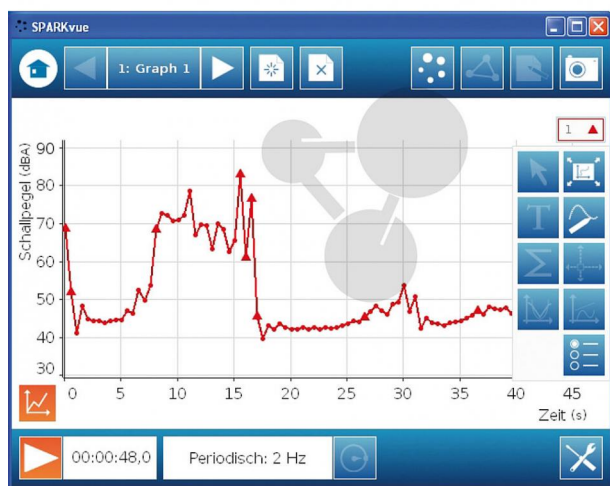 SPARKvue
1: Graph 1
1
Schallpegel (dBA)
90
80
70
60
50
40
30
T
Σ
0 5 10 15 20 25 30 35 40 45
Zeit (s)
00:00:48,0
Periodisch: 2 Hz